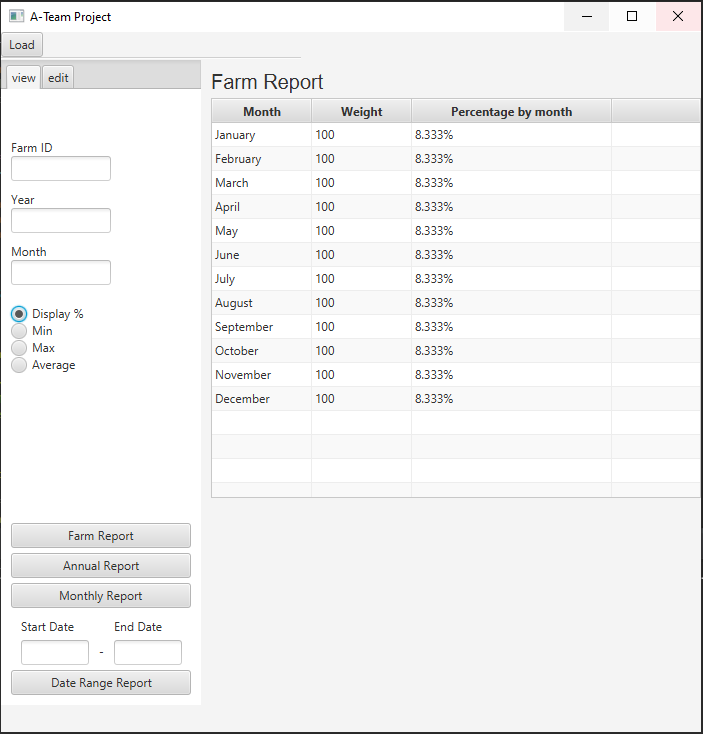 A-Team Project
Load
view edit
Farm ID
Year
Month
Display %
Min
Max
Average
Farm Report
Annual Report
Monthly Report
Start Date End Date
-
Date Range Report
Farm Report
Month Weight Percentage by month
January 100 8.333%
February 100 8.333%
March 100 8.333%
April 100 8.333%
May 100 8.333%
June 100 8.333%
July 100 8.333%
August 100 8.333%
September 100 8.333%
October 100 8.333%
November 100 8.333%
December 100 8.333%